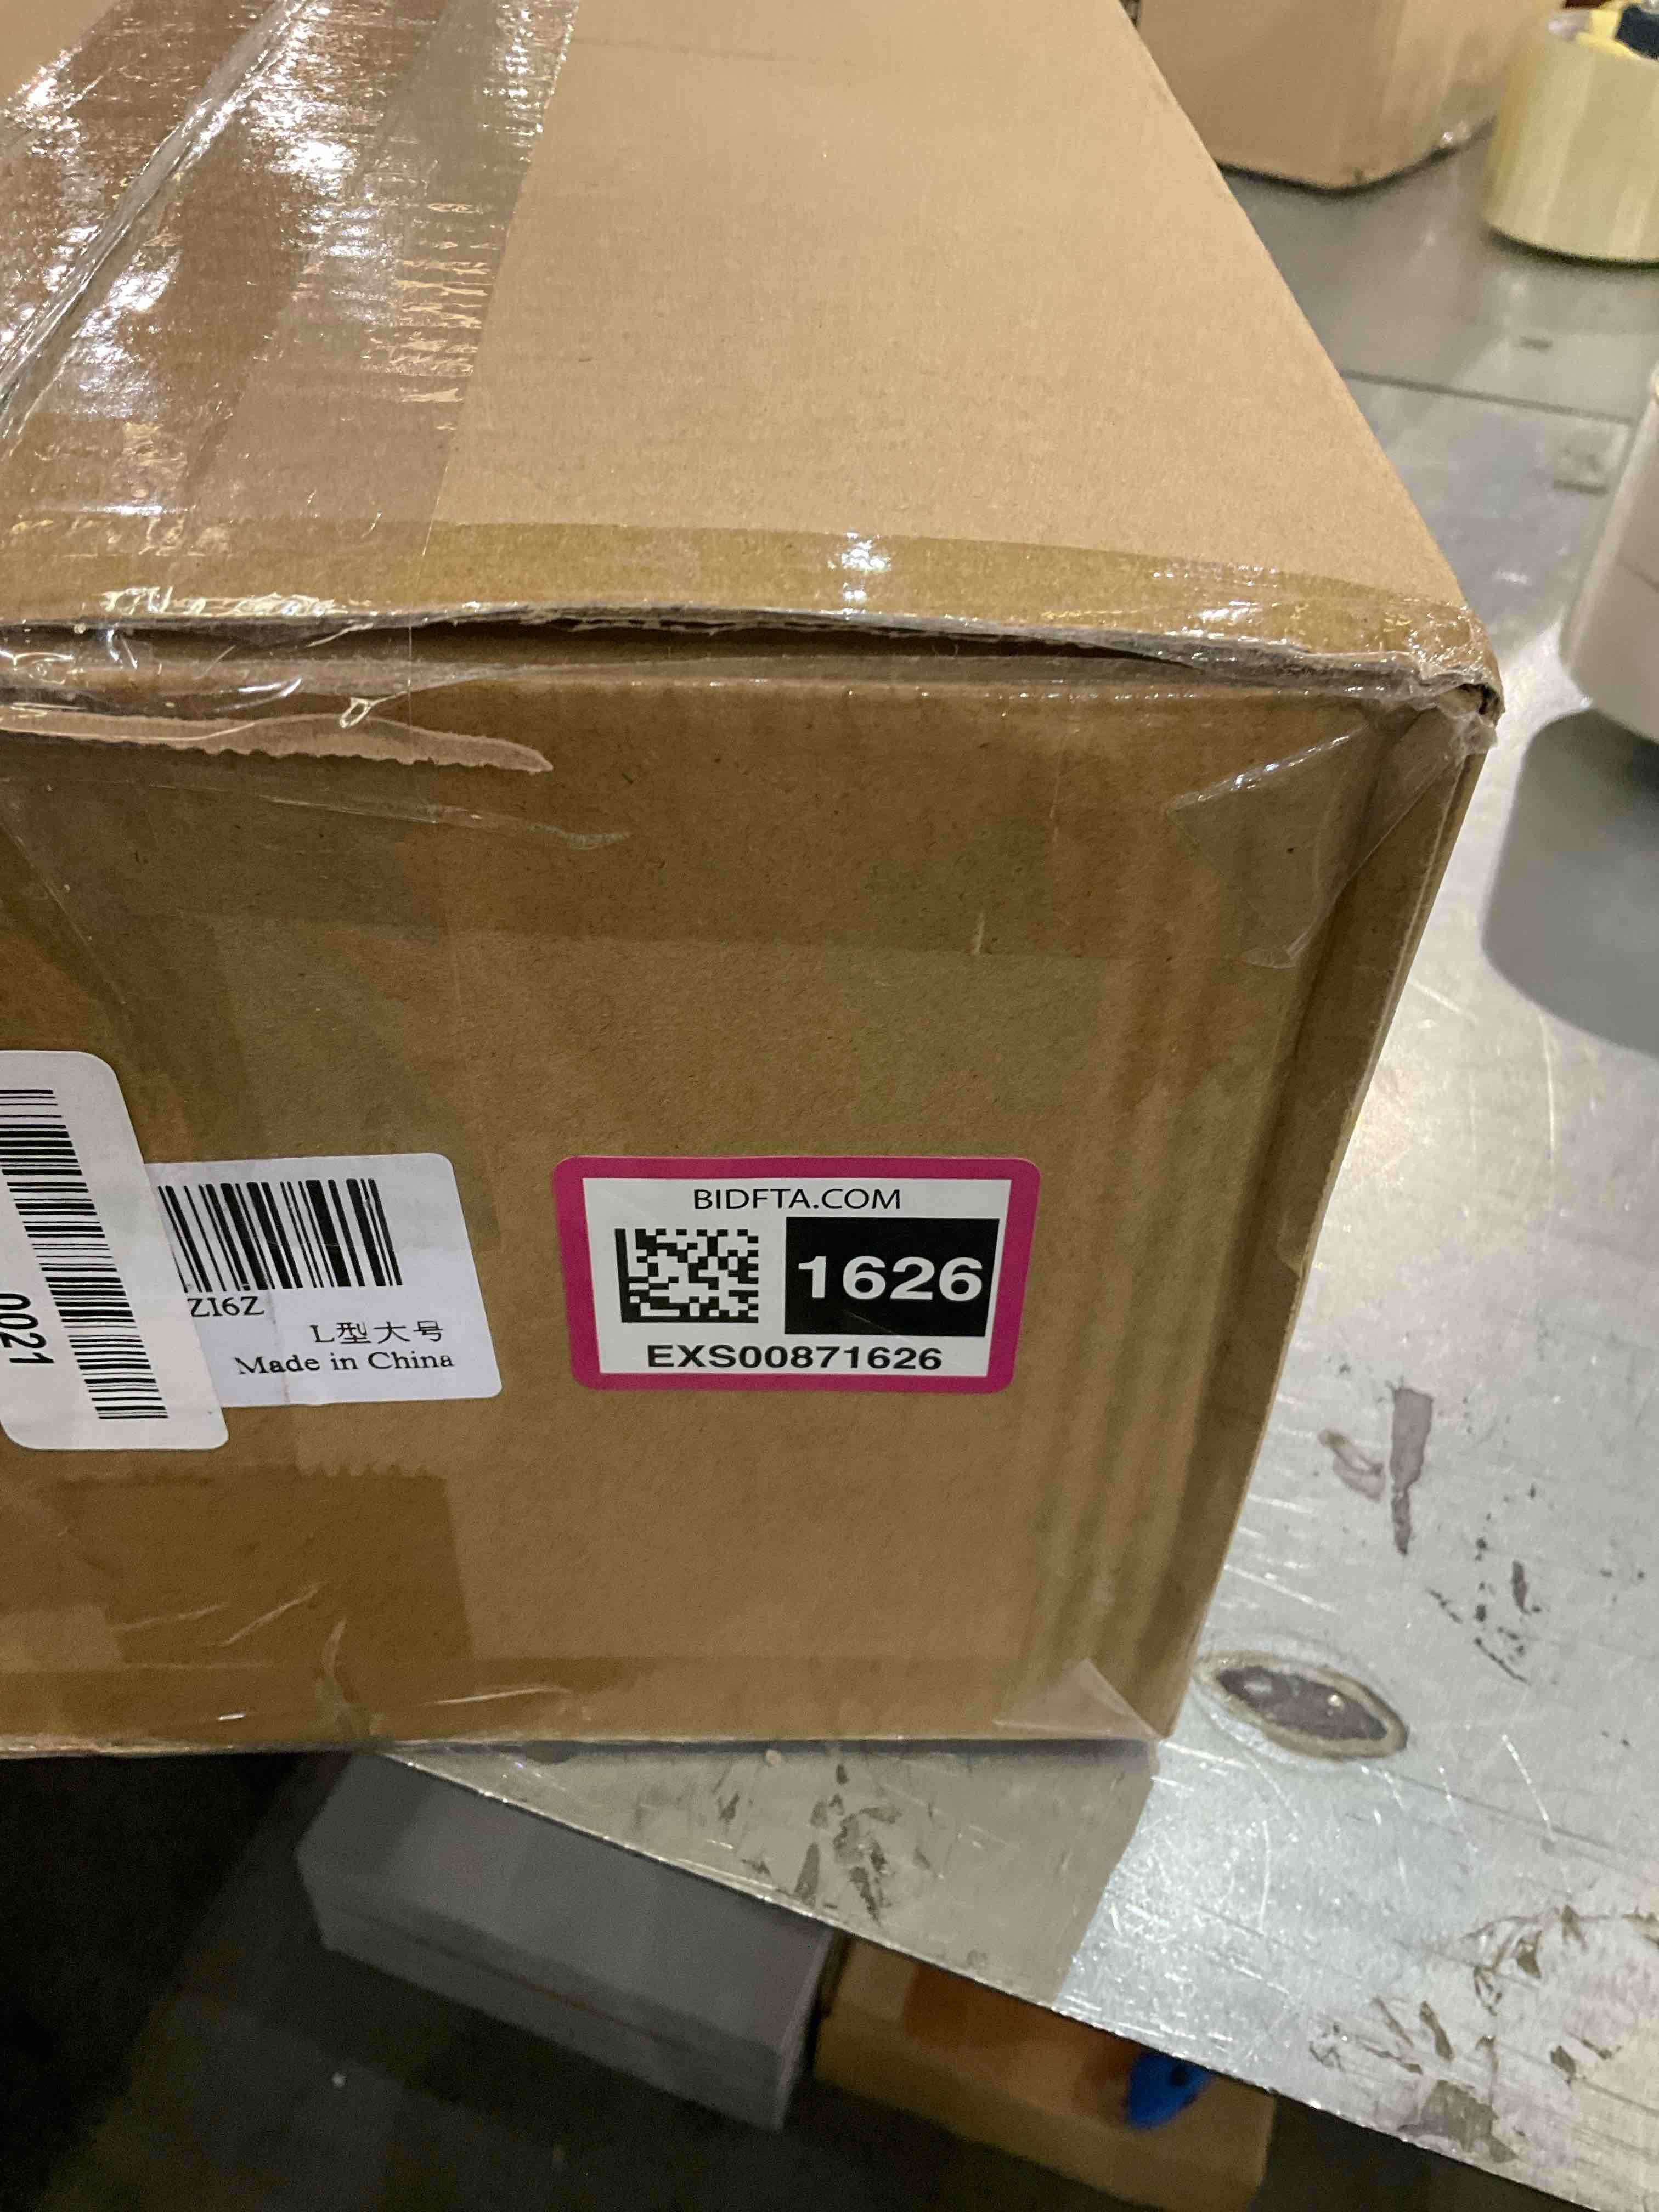 0021
ZI6Z
L型大号
Made in China
BIDFTA.COM
1626
EXS00871626